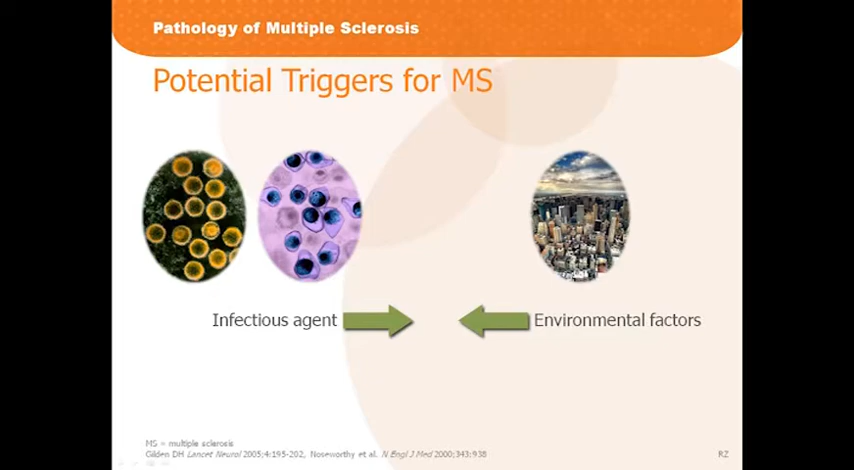 Pathology of Multiple Sclerosis
Potential Triggers for MS
Infectious agent
Environmental factors
MS = multiple sclerosis
Gilden DH Lancet Neurol 2005;4:195-202, Noseworthy et al. N Engl J Med 2000;343:938
RZ